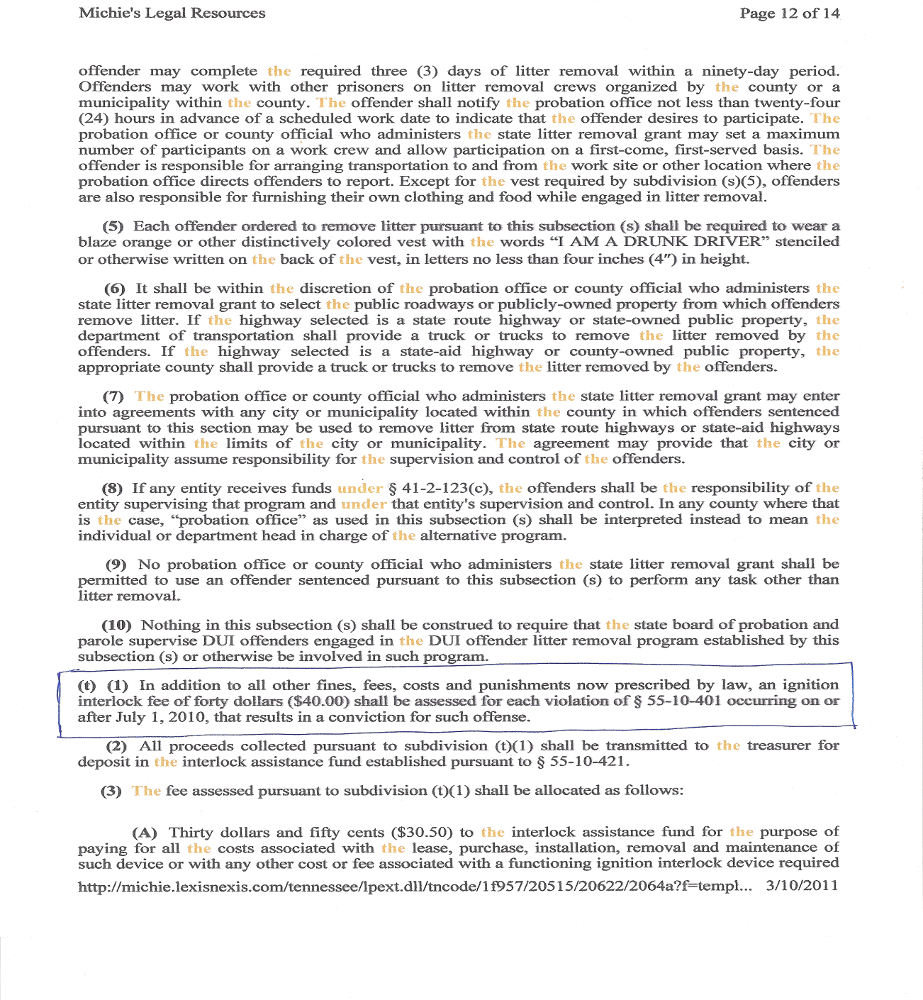 Michie's Legal Resources Page 12 of 14
offender may complete the required three (3) days of litter removal within a ninety-day period.
Offenders may work with other prisoners on litter removal crews organized by the county or a
municipality within the county. The offender shall notify the probation office not less than twenty-four
(24) hours in advance of a scheduled work date to indicate that the offender desires to participate. The
probation office or county official who administers the state litter removal grant may set a maximum
number of participants on a work crew and allow participation on a first-come, first-served basis. The
offender is responsible for arranging transportation to and from the work site or other location where the
probation office directs offenders to report. Except for the vest required by subdivision (s)(5), offenders
are also responsible for furnishing their own clothing and food while engaged in litter removal.
(5) Each offender ordered to remove litter pursuant to this subsection (s) shall be required to wear a
blaze orange or other distinctively colored vest with the words “I AM A DRUNK DRIVER” stenciled
or otherwise written on the back of the vest, in letters no less than four inches (4″) in height.
(6) It shall be within the discretion of the probation office or county official who administers the
state litter removal grant to select the public roadways or publicly-owned property from which offenders
remove litter. If the highway selected is a state route highway or state-owned public property, the
department of transportation shall provide a truck or trucks to remove the litter removed by the
offenders. If the highway selected is a state-aid highway or county-owned public property, the
appropriate county shall provide a truck or trucks to remove the litter removed by the offenders.
(7) The probation office or county official who administers the state litter removal grant may enter
into agreements with any city or municipality located within the county in which offenders sentenced
pursuant to this section may be used to remove litter from state route highways or state-aid highways
located within the limits of the city or municipality. The agreement may provide that the city or
municipality assume responsibility for the supervision and control of the offenders.
(8) If any entity receives funds under § 41-2-123(c), the offenders shall be the responsibility of the
entity supervising that program and under that entity's supervision and control. In any county where that
is the case, “probation office” as used in this subsection (s) shall be interpreted instead to mean the
individual or department head in charge of the alternative program.
(9) No probation office or county official who administers the state litter removal grant shall be
permitted to use an offender sentenced pursuant to this subsection (s) to perform any task other than
litter removal.
(10) Nothing in this subsection (s) shall be construed to require that the state board of probation and
parole supervise DUI offenders engaged in the DUI offender litter removal program established by this
subsection (s) or otherwise be involved in such program.
(t) (1) In addition to all other fines, fees, costs and punishments now prescribed by law, an ignition
interlock fee of forty dollars ($40.00) shall be assessed for each violation of § 55-10-401 occurring on or
after July 1, 2010, that results in a conviction for such offense.
(2) All proceeds collected pursuant to subdivision (t)(1) shall be transmitted to the treasurer for
deposit in the interlock assistance fund established pursuant to § 55-10-421.
(3) The fee assessed pursuant to subdivision (t)(1) shall be allocated as follows:
(A) Thirty dollars and fifty cents ($30.50) to the interlock assistance fund for the purpose of
paying for all the costs associated with the lease, purchase, installation, removal and maintenance of
such device or with any other cost or fee associated with a functioning ignition interlock device required
http://michie.lexisnexis.com/tennessee/lpext.dll/tncode/1f957/20515/20622/2064a?f=templ... 3/10/2011